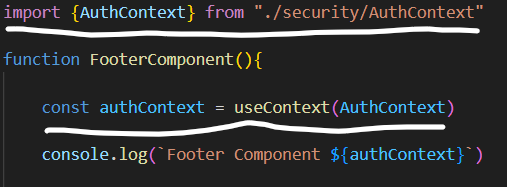 import {AuthContext} from "./security/AuthContext"
function FooterComponent(){
const authContext = useContext(AuthContext)
console.log(`Footer Component ${authContext}`)